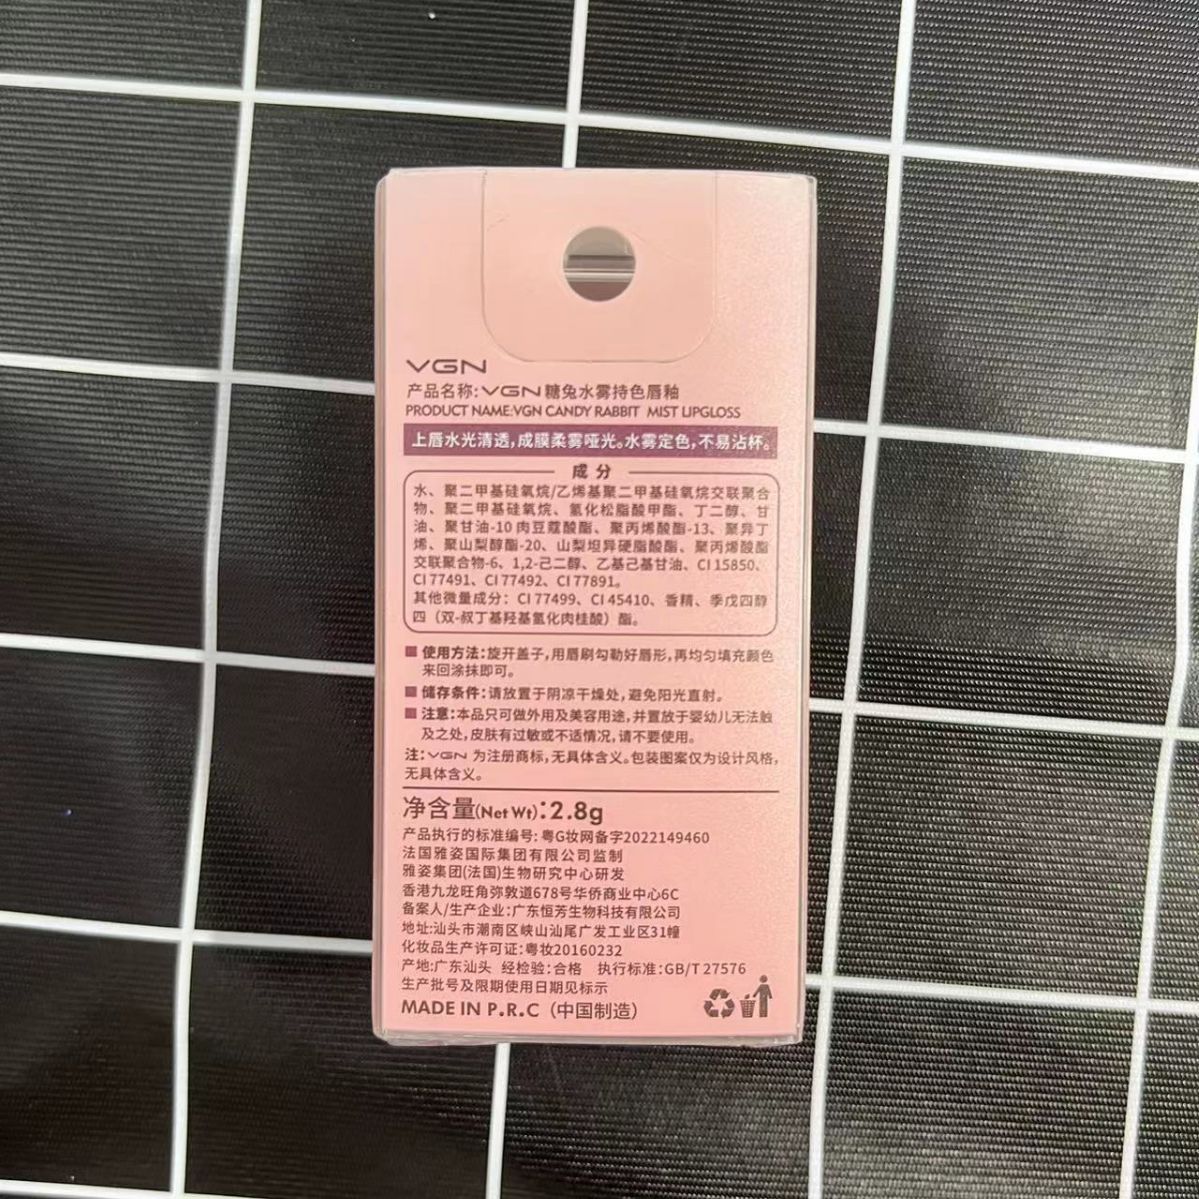 VGN
产品名称:VGN糖兔水雾持色唇釉
PRODUCT NAME:VGN CANDY RABBIT MIST LIPGLOSS
上唇水光清透,成膜柔雾哑光。水雾定色,不易沾杯。
成分
水、聚二甲基硅氧烷/乙烯基聚二甲基硅氧烷交联聚合
物、聚二甲基硅氧烷、氢化松脂酸甲酯、丁二醇、甘
油、聚甘油-10 肉豆蔻酸酯、聚丙烯酸酯-13、聚异丁
烯、聚山梨醇酯-20、山梨坦异硬脂酸酯、聚丙烯酸酯
交联聚合物-6、1,2-己二醇、乙基己基甘油、CI 15850、
CI 77491、CI 77492、CI 77891。
其他微量成分：CI 77499、CI 45410、香精、季戊四醇
四（双-叔丁基羟基氢化肉桂酸）酯。
使用方法:旋开盖子,用唇刷勾勒好唇形,再均匀填充颜色
来回涂抹即可。
储存条件:请放置于阴凉干燥处,避免阳光直射。
注意:本品只可做外用及美容用途,并置放于婴幼儿无法触
及之处,皮肤有过敏或不适情况,请不要使用。
注:VGN 为注册商标,无具体含义。包装图案仅为设计风格,
无具体含义。
净含量(Net Wt):2.8g
产品执行的标准编号:粤G妆网备字2022149460
法国雅姿国际集团有限公司监制
雅姿集团(法国)生物研究中心研发
香港九龙旺角弥敦道678号华侨商业中心6C
备案人/生产企业:广东恒芳生物科技有限公司
地址:汕头市潮南区峡山汕尾广发工业区31幢
化妆品生产许可证:粤妆20160232
产地:广东汕头 经检验:合格 执行标准:GB/T 27576
生产批号及限期使用日期见标示
MADE IN P.R.C（中国制造）